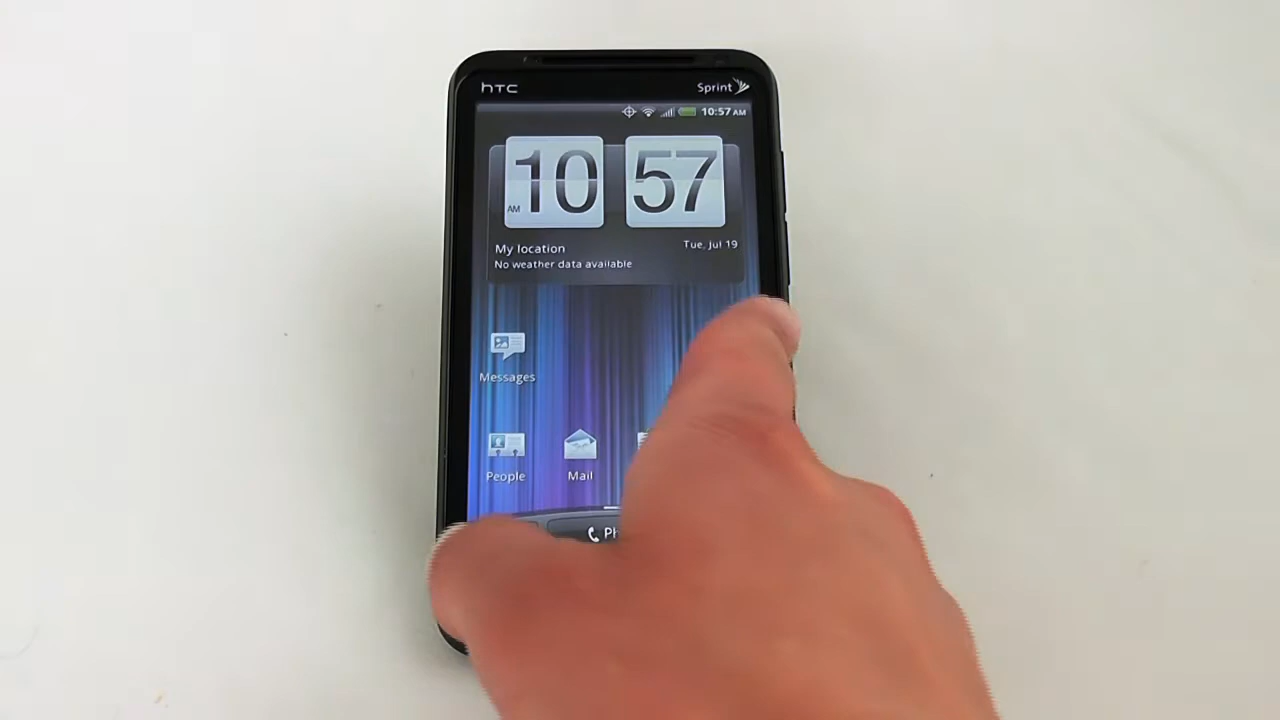 hTC Sprint
10:57 AM
AM 10 57
My location Tue, Jul 19
No weather data available
Messages
People Mail